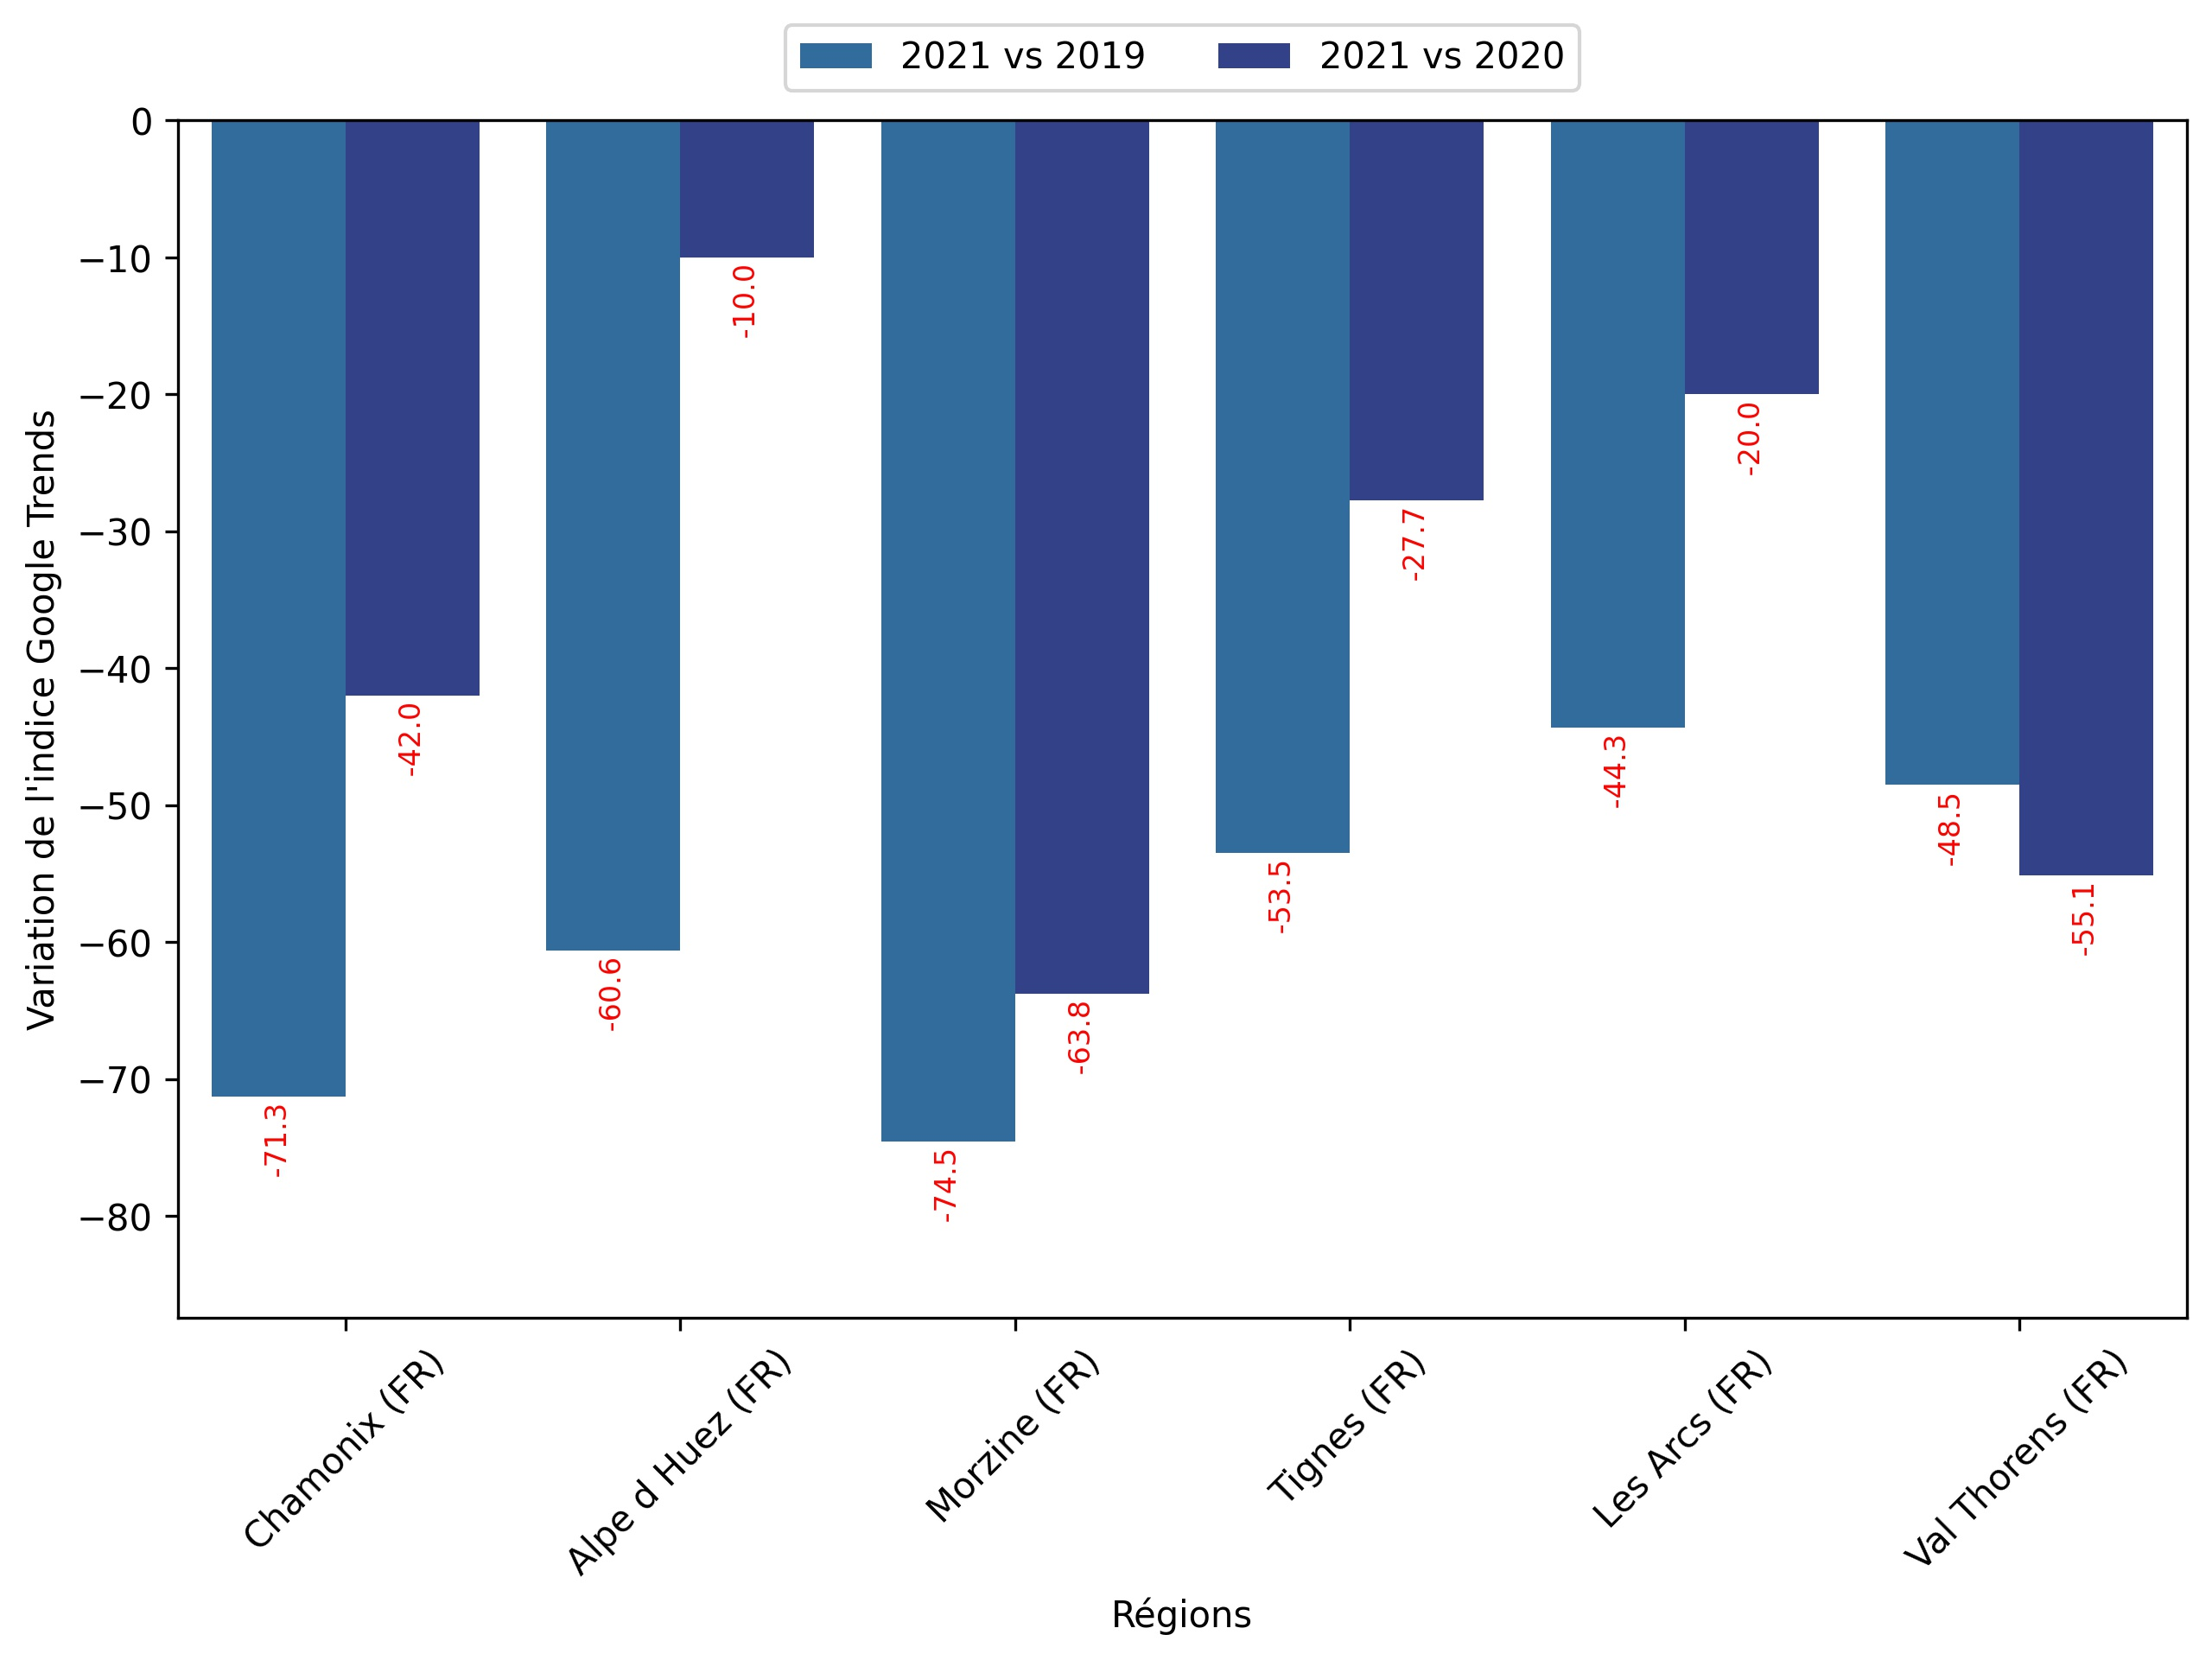 2021 vs 2019 2021 vs 2020
Variation de l'indice Google Trends
0
−10
−20
−30
−40
−50
−60
−70
−80
-71.3
-42.0
-60.6
-10.0
-74.5
-63.8
-53.5
-27.7
-44.3
-20.0
-48.5
-55.1
Chamonix (FR)
Alpe d Huez (FR)
Morzine (FR)
Tignes (FR)
Les Arcs (FR)
Val Thorens (FR)
Régions